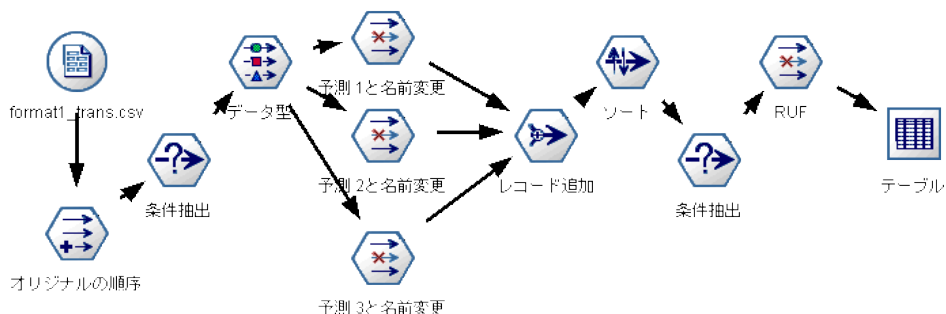 format1_trans.csv
オリジナルの順序
条件抽出
データ型
予測 1と名前変更
予測 2と名前変更
予測 3と名前変更
レコード追加
ソート
条件抽出
RUF
テーブル